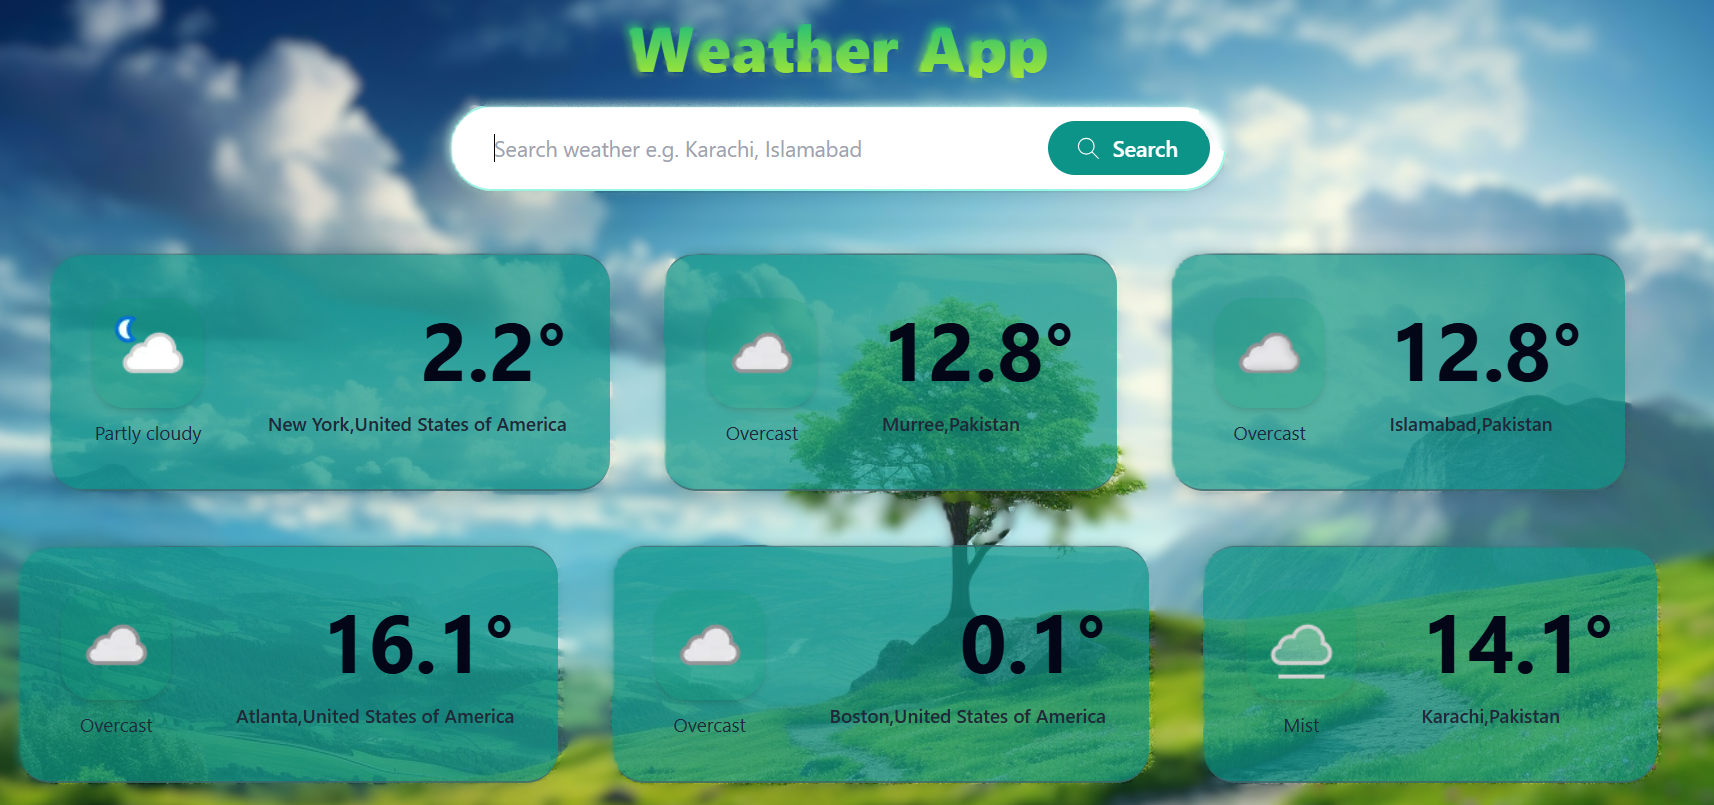 Weather App
Search weather e.g. Karachi, Islamabad
Search
2.2°
New York,United States of America
Partly cloudy
12.8°
Murree,Pakistan
Overcast
12.8°
Islamabad,Pakistan
Overcast
16.1°
Atlanta,United States of America
Overcast
0.1°
Boston,United States of America
Overcast
14.1°
Karachi,Pakistan
Mist